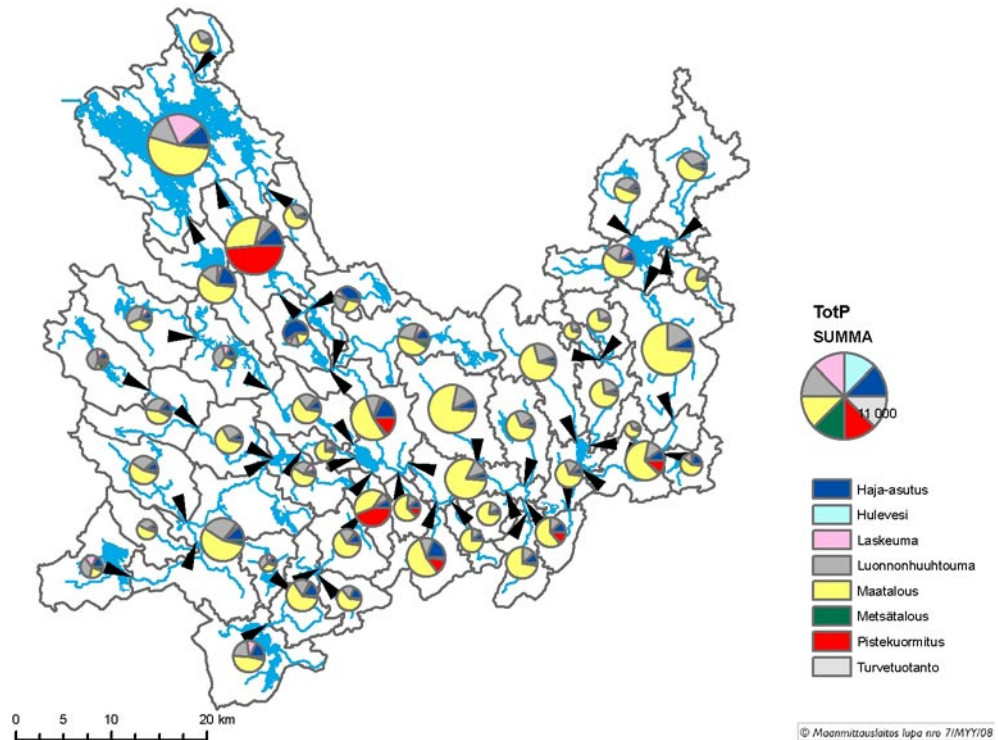 TotP
SUMMA
11 000
Haja-asutus
Hulevesi
Laskeuma
Luonnonhuuhtouma
Maatalous
Metsätalous
Pistekuormitus
Turvetuotanto
0 5 10 20 km
© Maanmittauslaitos lupa nro 7/MYY/08